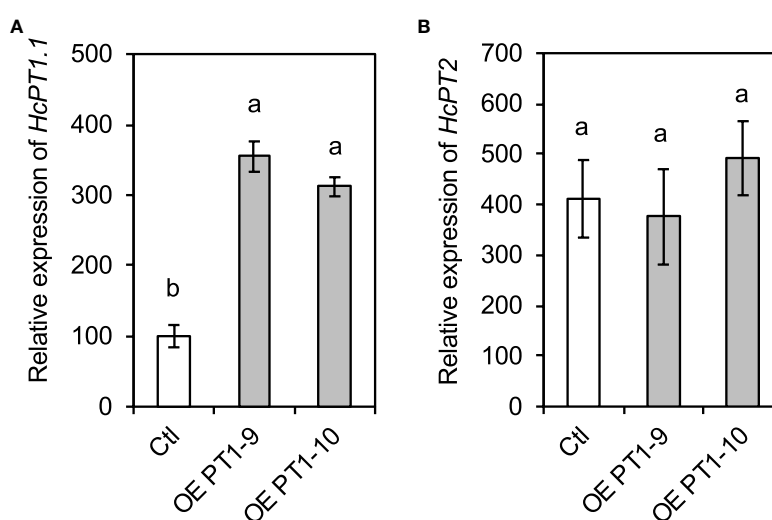 A
Relative expression of HcPT1.1
500
400
300
200
100
0
b
a
a
Ctl
OE PT1-9
OE PT1-10
B
Relative expression of HcPT2
700
600
500
400
300
200
100
0
a
a
a
Ctl
OE PT1-9
OE PT1-10